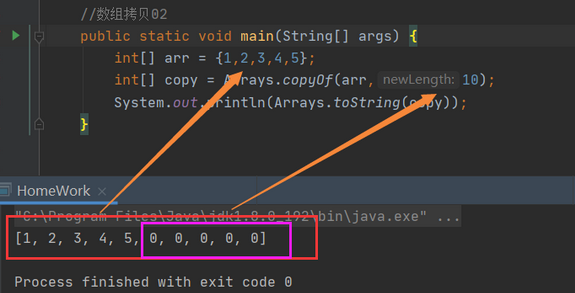 //数组拷贝02
public static void main(String[] args) {
int[] arr = {1,2,3,4,5};
int[] copy = Arrays.copyOf(arr, newLength: 10);
System.out.println(Arrays.toString(copy));
}
HomeWork ×
"C:\Program Files\Java\jdk1.8.0_192\bin\java.exe" ...
[1, 2, 3, 4, 5, 0, 0, 0, 0, 0]
Process finished with exit code 0